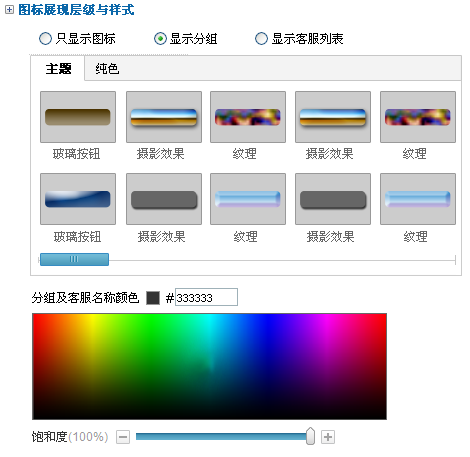 图标展现层级与样式
只显示图标 显示分组 显示客服列表
主题 纯色
玻璃按钮 摄影效果 纹理 摄影效果 纹理
玻璃按钮 摄影效果 纹理 摄影效果 纹理
分组及客服名称颜色 # 333333
饱和度(100%)